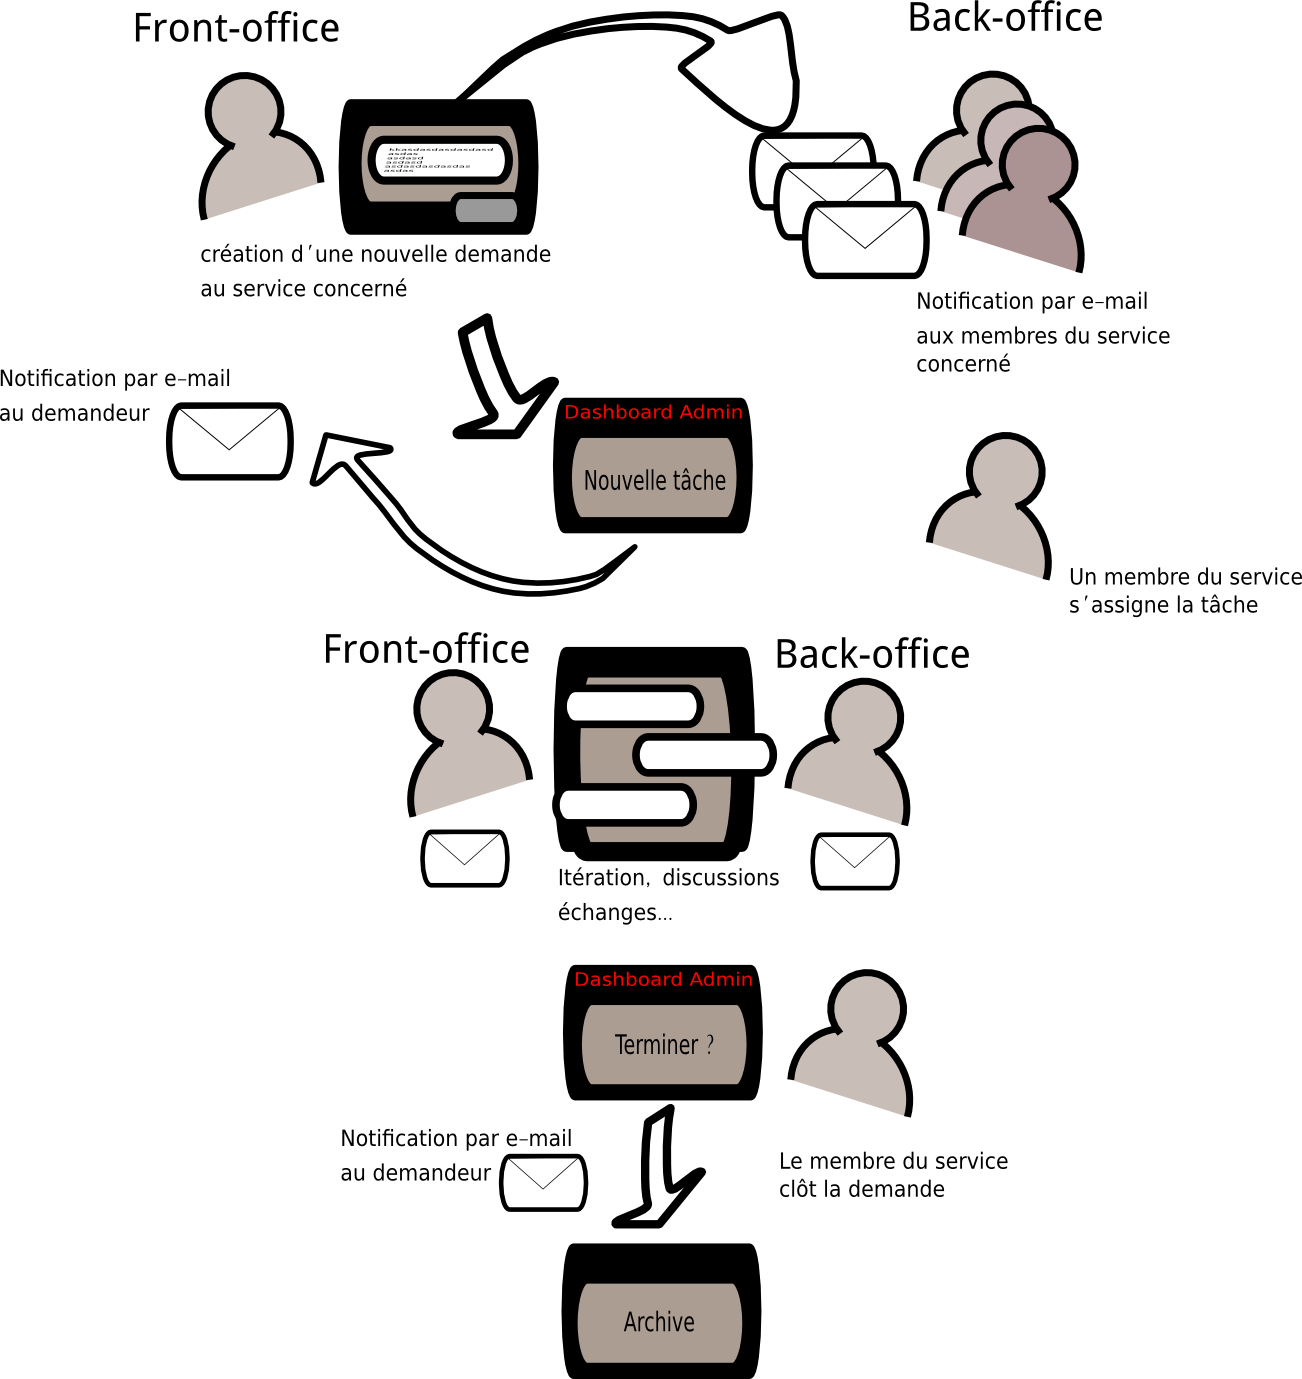 Front-office
Back-office
kkasdasdasdasdasd
asdas
asdasd
asdasd
asdasdasdasdas
asdas
création d'une nouvelle demande
au service concerné
Notification par e-mail
aux membres du service
concerné
Notification par e-mail
au demandeur
Dashboard Admin
Nouvelle tâche
Un membre du service
s'assigne la tâche
Front-office
Back-office
Itération, discussions
échanges...
Dashboard Admin
Terminer ?
Notification par e-mail
au demandeur
Le membre du service
clôt la demande
Archive